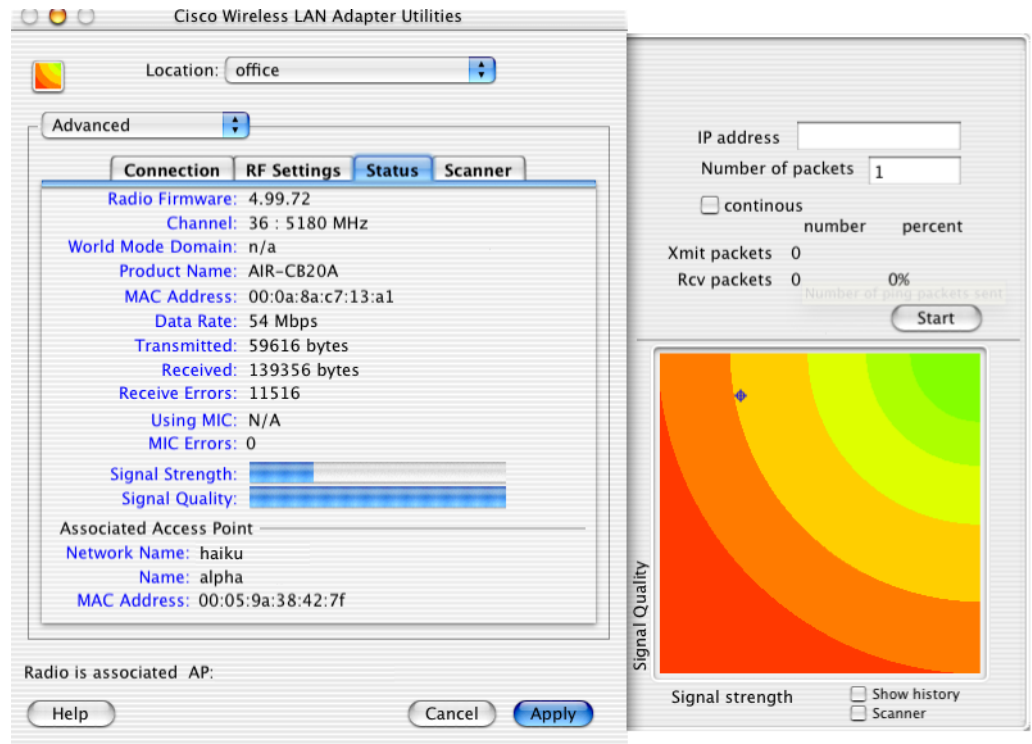 Cisco Wireless LAN Adapter Utilities
Location: office
Advanced
Connection RF Settings Status Scanner
Radio Firmware: 4.99.72
Channel: 36 : 5180 MHz
World Mode Domain: n/a
Product Name: AIR-CB20A
MAC Address: 00:0a:8a:c7:13:a1
Data Rate: 54 Mbps
Transmitted: 59616 bytes
Received: 139356 bytes
Receive Errors: 11516
Using MIC: N/A
MIC Errors: 0
Signal Strength:
Signal Quality:
Associated Access Point
Network Name: haiku
Name: alpha
MAC Address: 00:05:9a:38:42:7f
Radio is associated AP:
Help Cancel Apply
IP address
Number of packets 1
continous
number percent
Xmit packets 0
Rcv packets 0 0%
Number of ping packets sent
Start
Signal Quality
Signal strength
Show history
Scanner